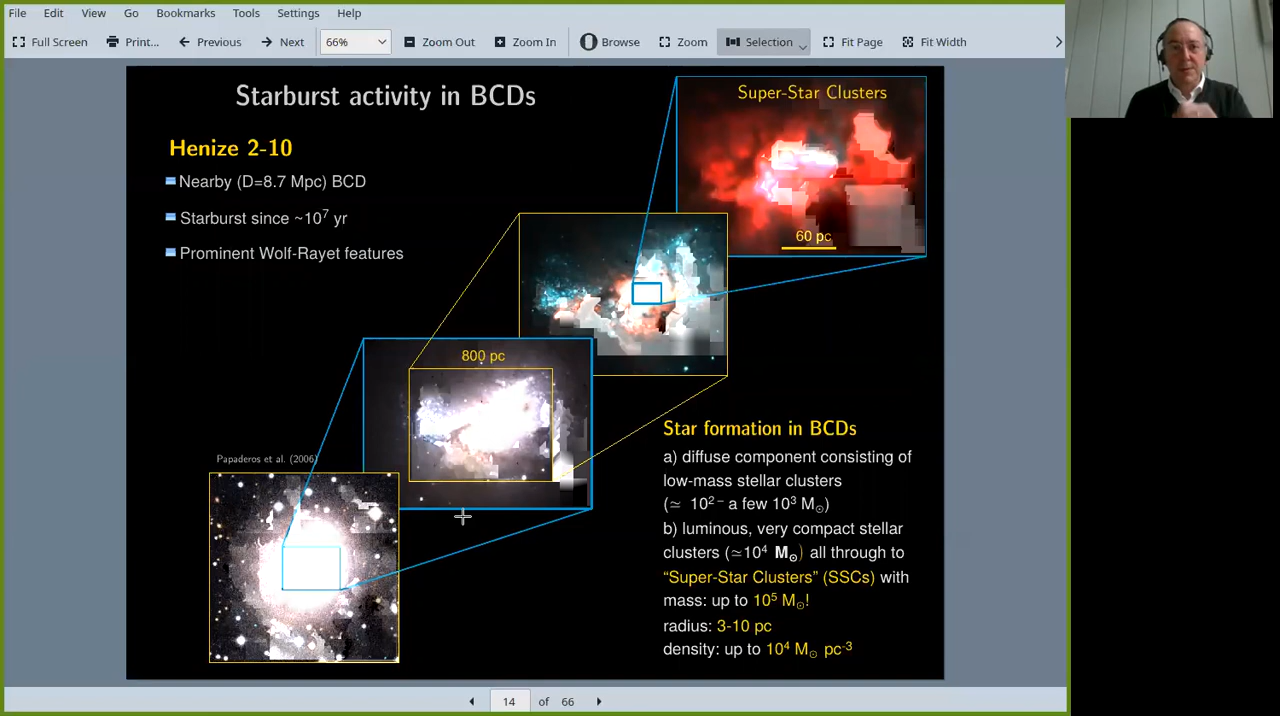 File Edit View Go Bookmarks Tools Settings Help
Full Screen Print... Previous Next 66% Zoom Out Zoom In Browse Zoom Selection Fit Page Fit Width
Starburst activity in BCDs
Super-Star Clusters
Henize 2-10
Nearby (D=8.7 Mpc) BCD
Starburst since ~10⁷ yr
Prominent Wolf-Rayet features
60 pc
800 pc
Papaderos et al. (2006)
Star formation in BCDs
a) diffuse component consisting of
low-mass stellar clusters
(≃ 10²⁻ a few 10³ M⊙)
b) luminous, very compact stellar
clusters (≃10⁴ M⊙) all through to
“Super-Star Clusters” (SSCs) with
mass: up to 10⁵ M⊙!
radius: 3-10 pc
density: up to 10⁴ M⊙ pc⁻³
14 of 66